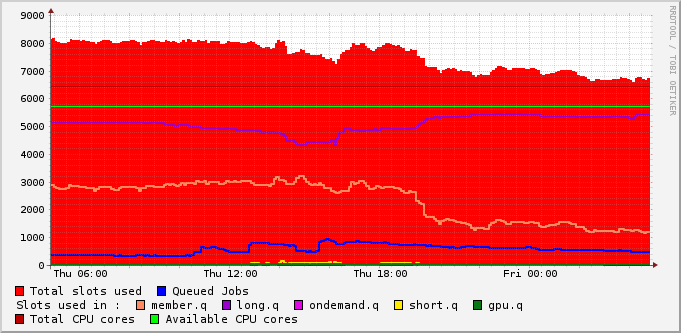 9000
8000
7000
6000
5000
4000
3000
2000
1000
0
Thu 06:00 Thu 12:00 Thu 18:00 Fri 00:00
RRDTOOL / TOBI OETIKER
Total slots used Queued Jobs
Slots used in : member.q long.q ondemand.q short.q gpu.q
Total CPU cores Available CPU cores